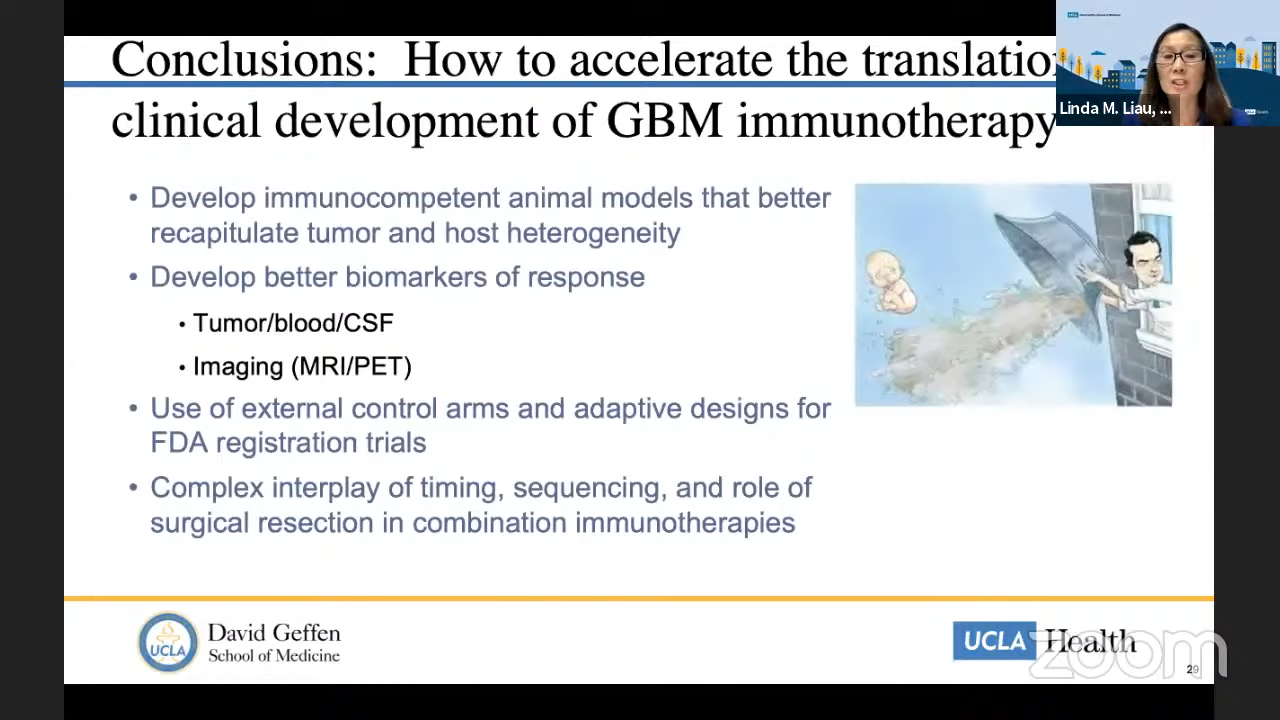 Conclusions: How to accelerate the translatio
clinical development of GBM immunotherapy
Linda M. Liau, ...
• Develop immunocompetent animal models that better
recapitulate tumor and host heterogeneity
• Develop better biomarkers of response
• Tumor/blood/CSF
• Imaging (MRI/PET)
• Use of external control arms and adaptive designs for
FDA registration trials
• Complex interplay of timing, sequencing, and role of
surgical resection in combination immunotherapies
UCLA
David Geffen
School of Medicine
UCLA Health
zoom
29